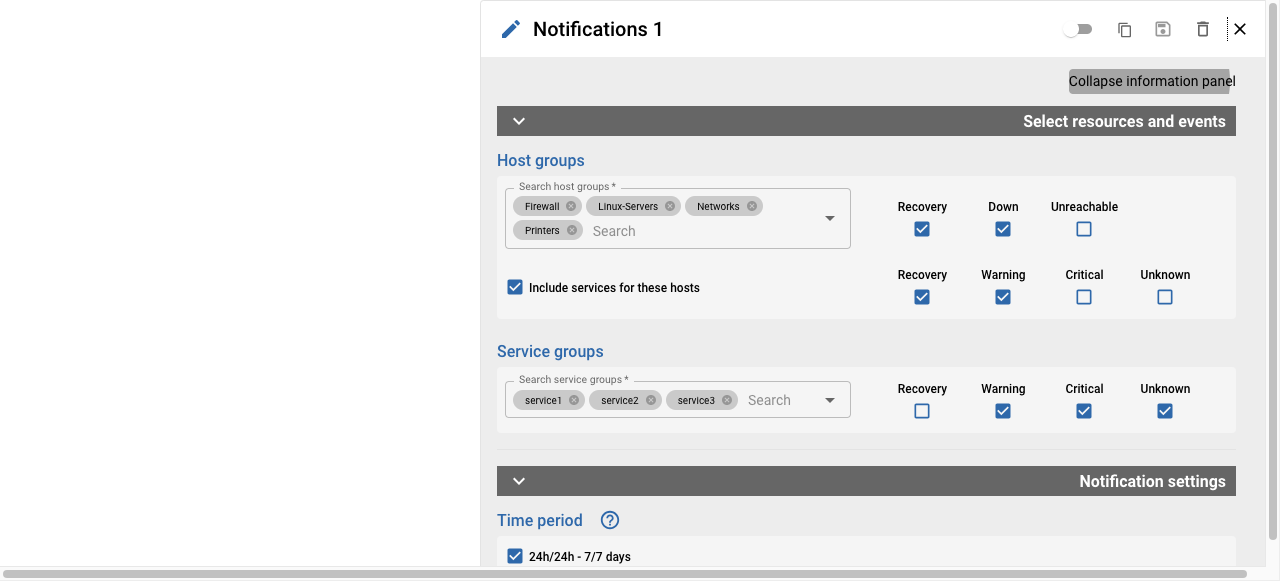 Notifications 1
Collapse information panel
Select resources and events
Host groups
Search host groups *
Firewall Linux-Servers Networks
Printers Search
Recovery Down Unreachable
Include services for these hosts
Recovery Warning Critical Unknown
Service groups
Search service groups *
service1 service2 service3 Search
Recovery Warning Critical Unknown
Notification settings
Time period ?
24h/24h - 7/7 days